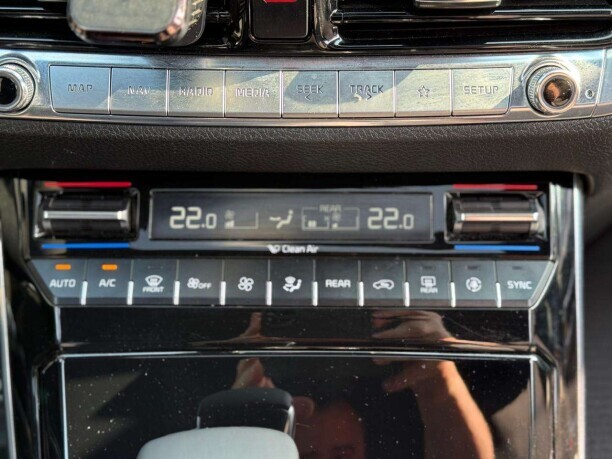 MAP NAV RADIO MEDIA SEEK TRACK ☆ SETUP
< >
REAR
22.0 22.0
Clean Air
AUTO A/C FRONT OFF REAR REAR SYNC